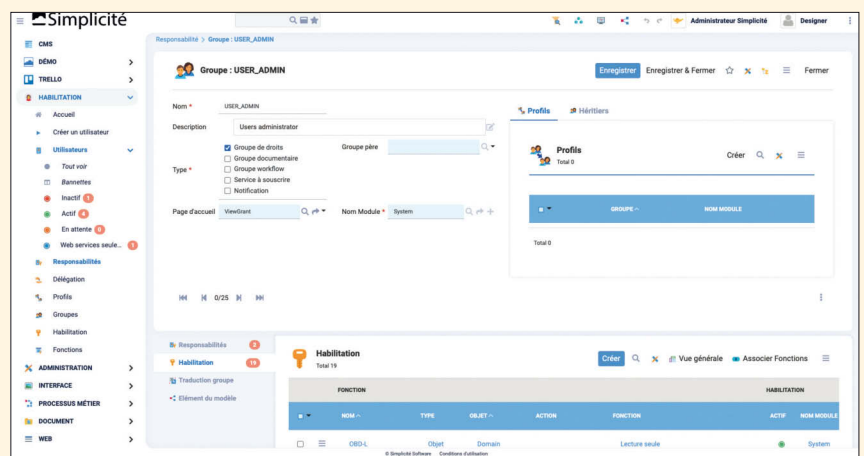 Simplicité
Administrateur Simplicité
Designer
CMS
DÉMO
TRELLO
HABILITATION
Accueil
Créer un utilisateur
Utilisateurs
Tout voir
Bannettes
Inactif 1
Actif 4
En attente 0
Web services seule...
Responsabilités
Délégation
Profils
Groupes
Habilitation
Fonctions
ADMINISTRATION
INTERFACE
PROCESSUS MÉTIER
DOCUMENT
WEB
Responsabilité > Groupe : USER_ADMIN
Groupe : USER_ADMIN
Enregistrer Enregistrer & Fermer Fermer
Nom * USER_ADMIN
Description Users administrator
Type *
Groupe de droits
Groupe documentaire
Groupe workflow
Service à souscrire
Notification
Groupe père
Page d'accueil ViewGrant
Nom Module * System
0/25
Profils Héritiers
Profils
Total 0
Créer
GROUPE NOM MODULE
Total 0
Responsabilités 3
Habilitation 19
Traduction groupe
Elément du modèle
Habilitation
Total 19
Créer Vue générale Associer Fonctions
FONCTION HABILITATION
NOM TYPE OBJET ACTION FONCTION ACTIF NOM MODULE
OBD-L Objet Domain Lecture seule System
© Simplicité Software Conditions d'utilisation